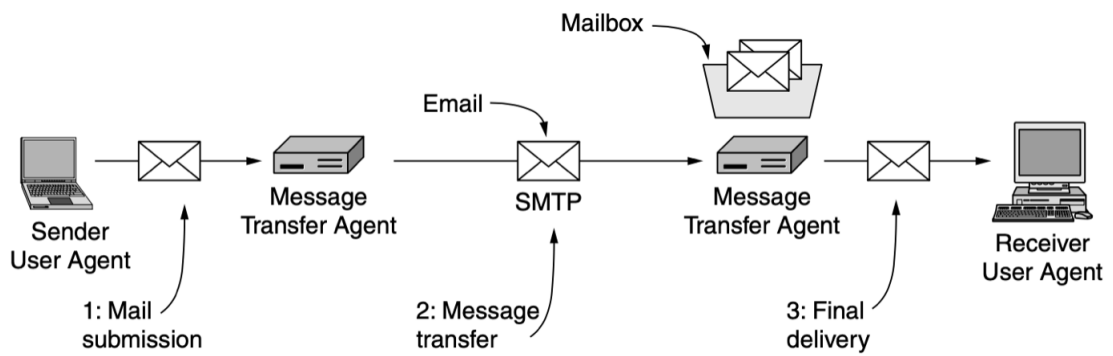 Mailbox
Email
SMTP
Message
Transfer Agent
Message
Transfer Agent
Sender
User Agent
Receiver
User Agent
1: Mail
submission
2: Message
transfer
3: Final
delivery